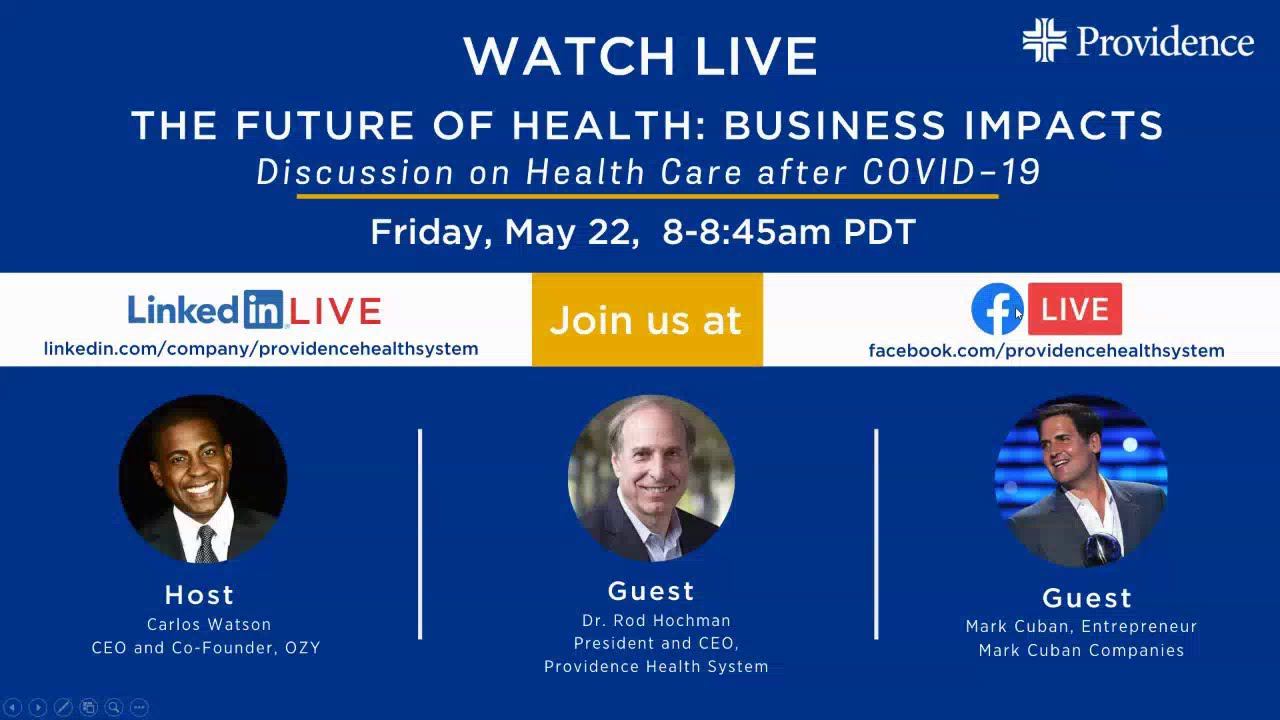 WATCH LIVE
Providence
THE FUTURE OF HEALTH: BUSINESS IMPACTS
Discussion on Health Care after COVID-19
Friday, May 22, 8-8:45am PDT
Linked in LIVE
linkedin.com/company/providencehealthsystem
Join us at
f LIVE
facebook.com/providencehealthsystem
Host
Carlos Watson
CEO and Co-Founder, OZY
Guest
Dr. Rod Hochman
President and CEO,
Providence Health System
Guest
Mark Cuban, Entrepreneur
Mark Cuban Companies